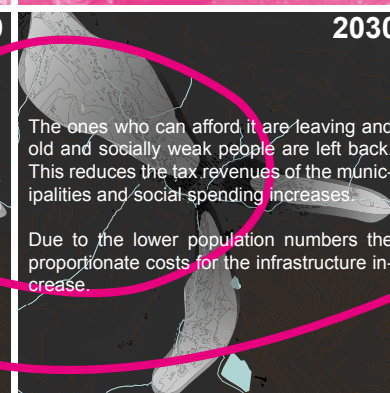 2030
The ones who can afford it are leaving and
old and socially weak people are left back.
This reduces the tax revenues of the munic-
ipalities and social spending increases.
Due to the lower population numbers the
proportionate costs for the infrastructure in-
crease.